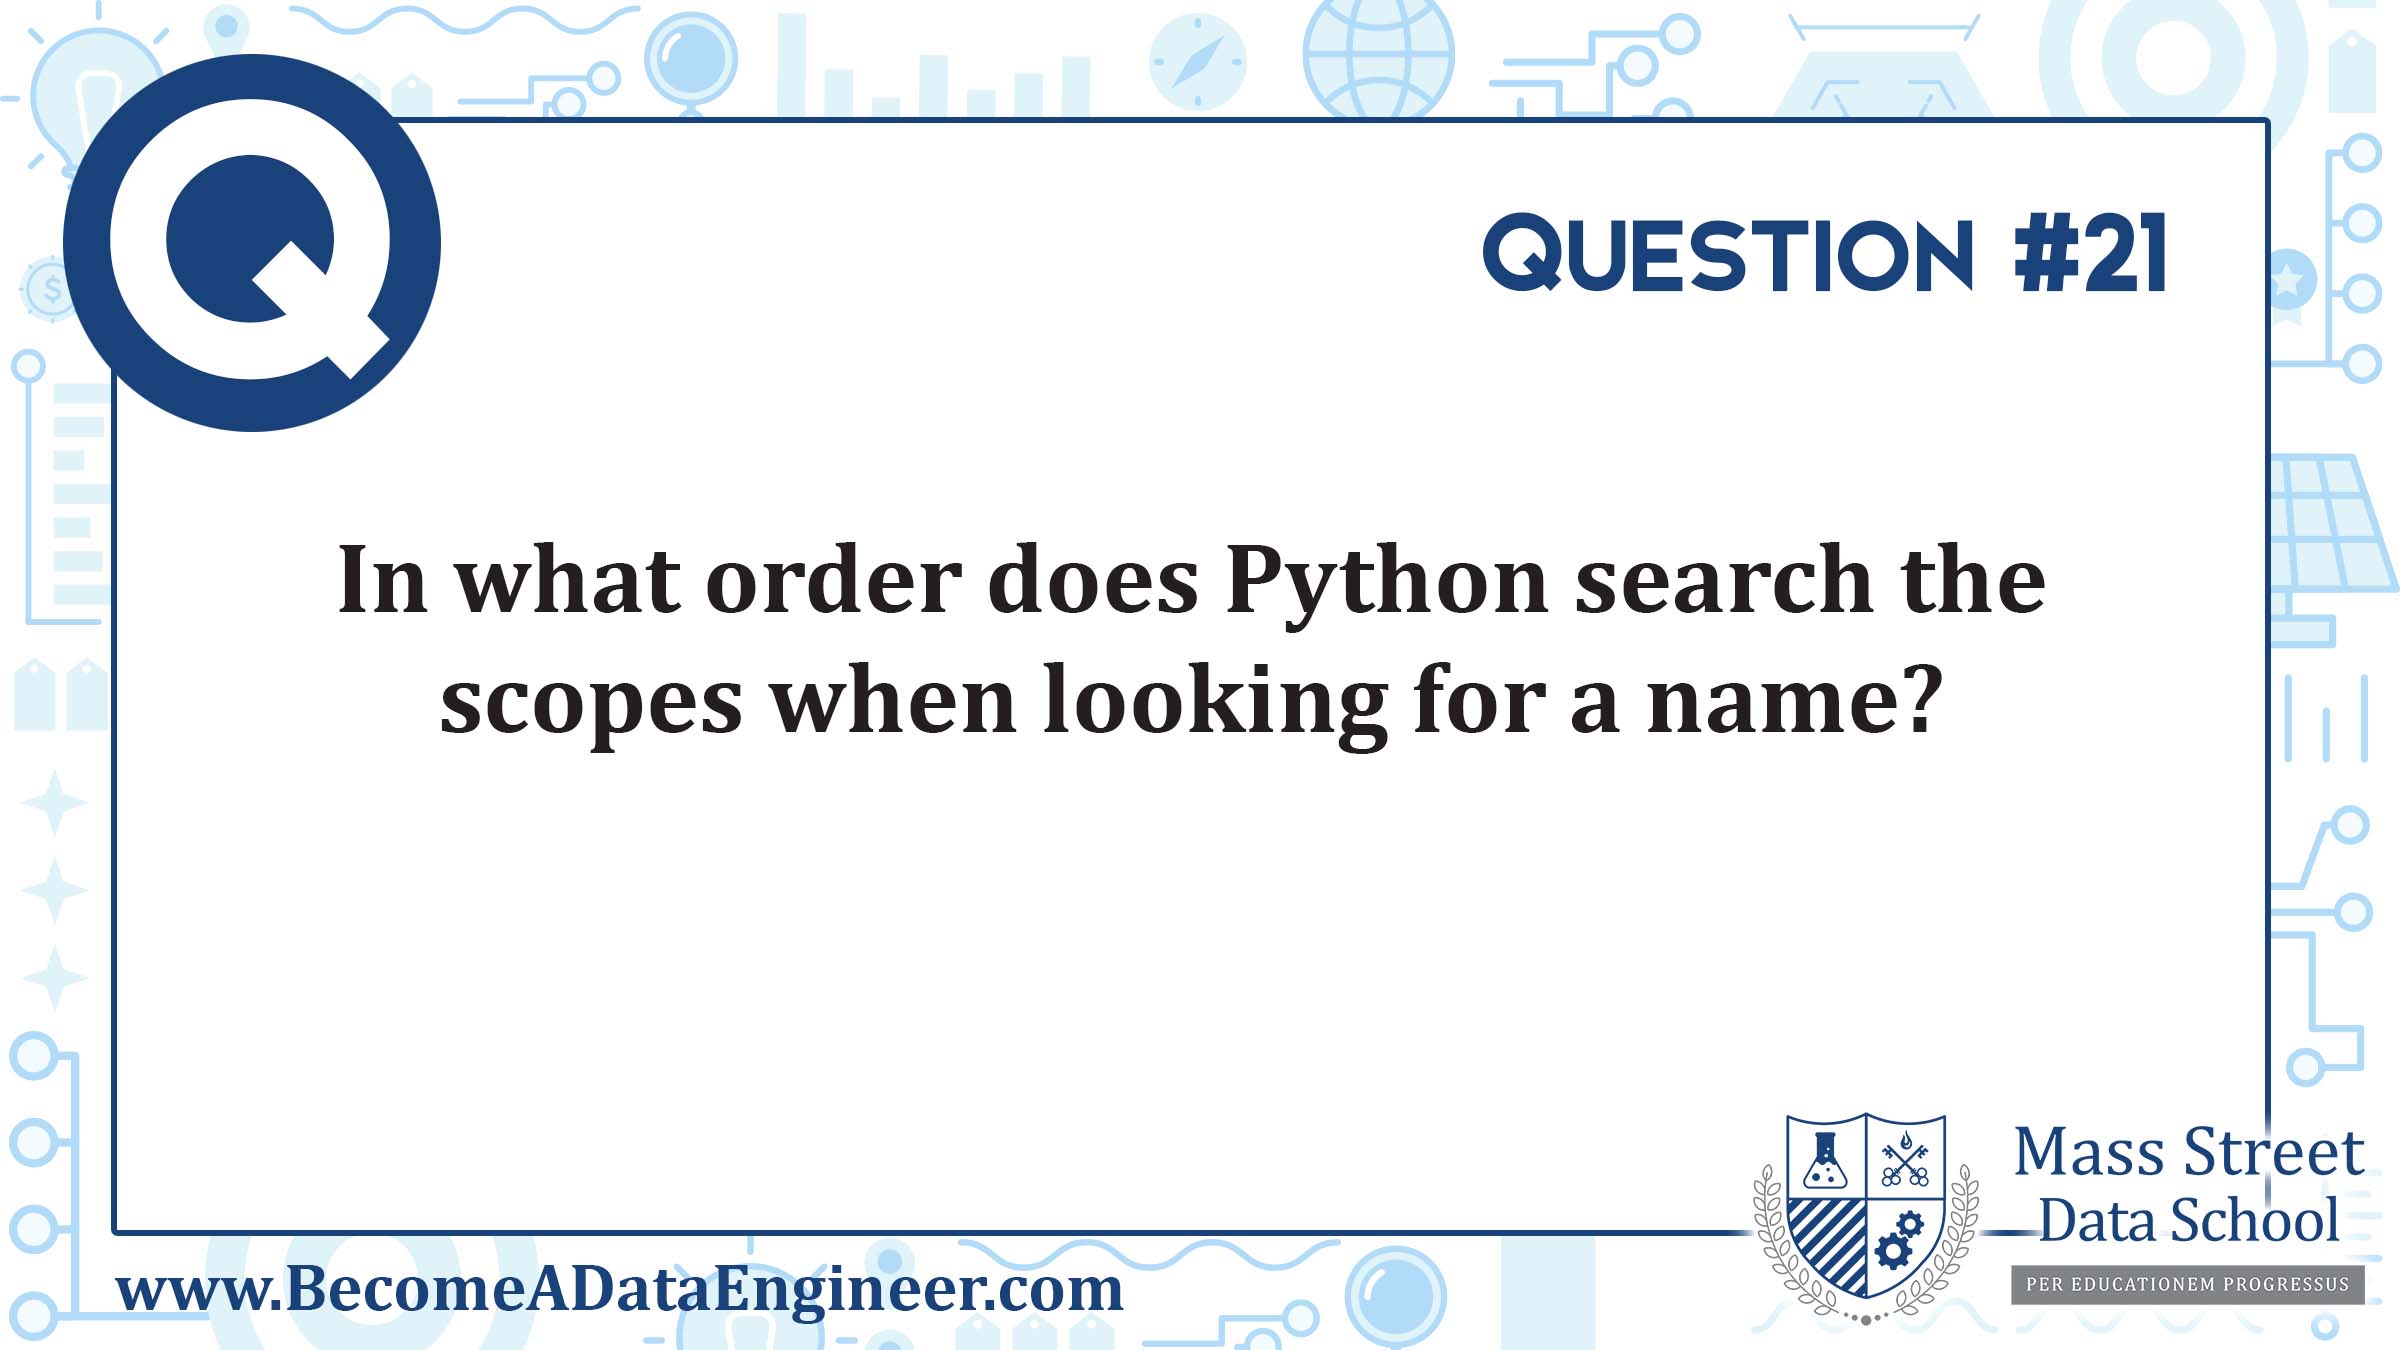 QUESTION #21
In what order does Python search the
scopes when looking for a name?
www.BecomeADataEngineer.com
Mass Street
Data School
PER EDUCATIONEM PROGRESSUS